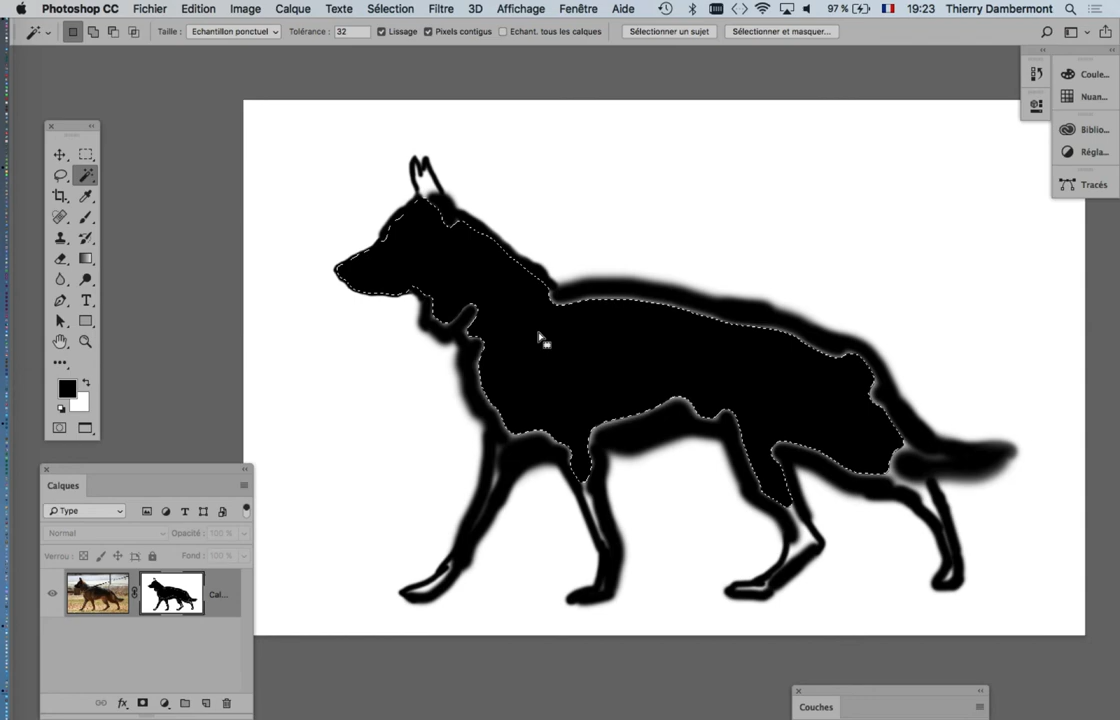 Photoshop CC Fichier Edition Image Calque Texte Sélection Filtre 3D Affichage Fenêtre Aide 97 % 19:23 Thierry Dambermont
Taille : Echantillon ponctuel Tolérance : 32 Lissage Pixels contigus Echant. tous les calques Sélectionner un sujet Sélectionner et masquer...
Coule...
Nuan...
Biblio...
Régla...
Tracés
Calques
Type
Normal Opacité : 100 %
Verrou : Fond : 100 %
Cal...
Couches